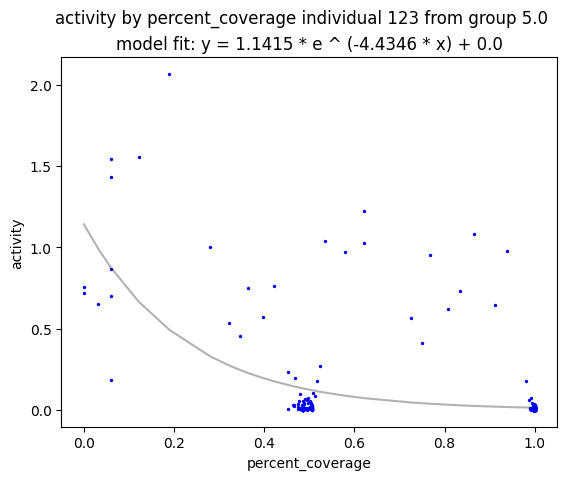 activity by percent_coverage individual 123 from group 5.0
model fit: y = 1.1415 * e ^ (-4.4346 * x) + 0.0
2.0
1.5
1.0
0.5
0.0
activity
0.0 0.2 0.4 0.6 0.8 1.0
percent_coverage